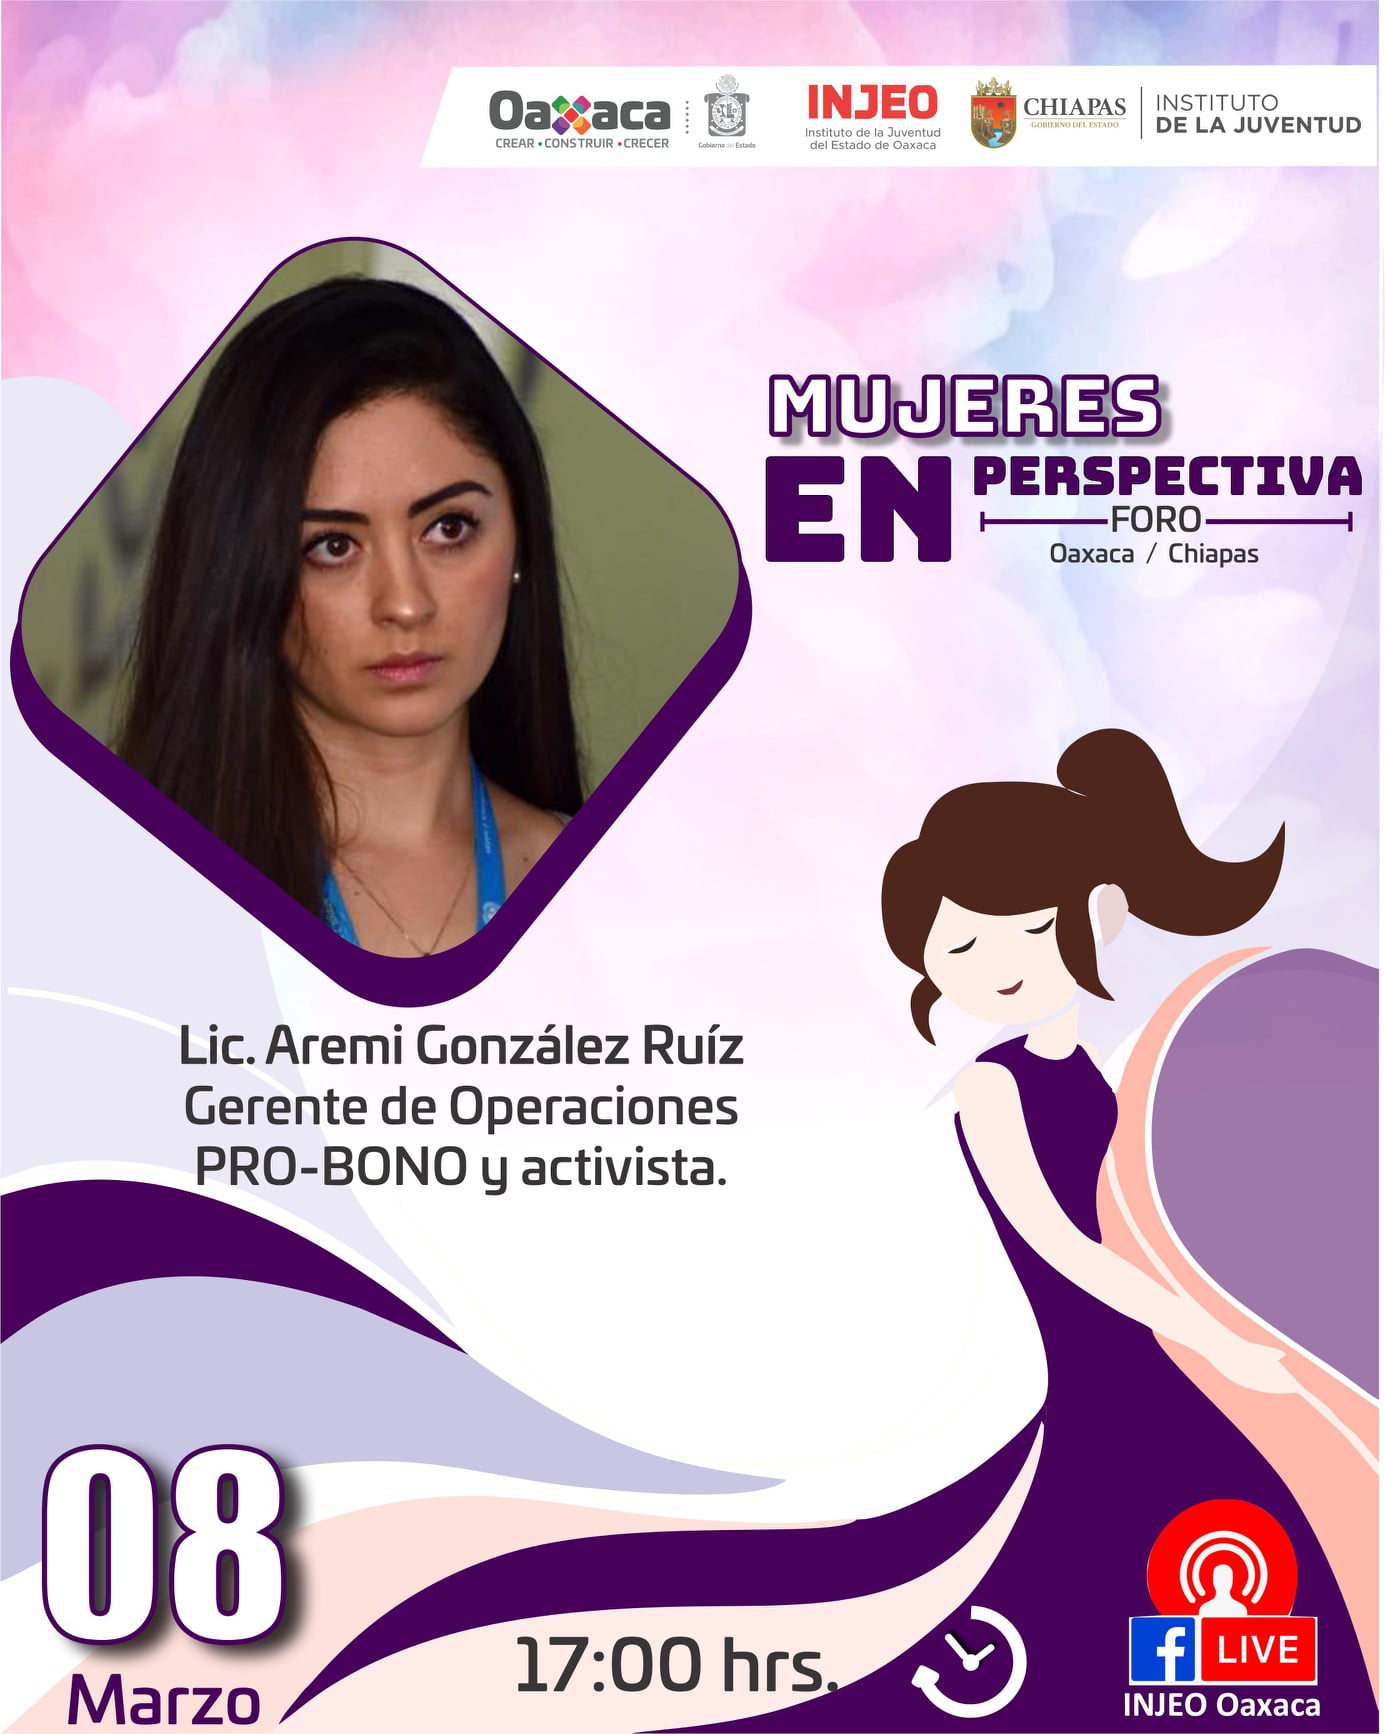 Oaxaca
CREAR • CONSTRUIR • CRECER
Gobierno del Estado
INJEO
Instituto de la Juventud
del Estado de Oaxaca
CHIAPAS
GOBIERNO DEL ESTADO
INSTITUTO
DE LA JUVENTUD
MUJERES
EN PERSPECTIVA
FORO
Oaxaca / Chiapas
Lic. Aremi González Ruíz
Gerente de Operaciones
PRO-BONO y activista.
08
Marzo
17:00 hrs.
f LIVE
INJEO Oaxaca